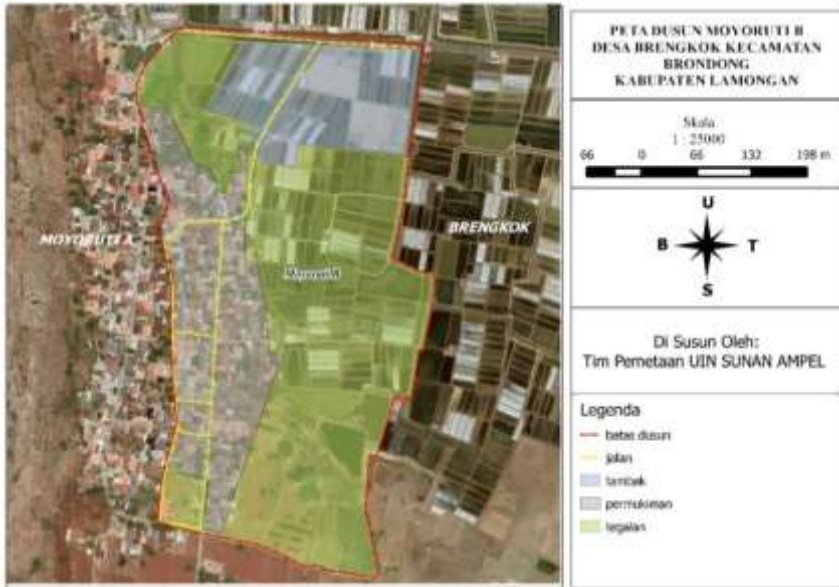 PETA DUSUN MOYORUTI B
DESA BRENGKOK KECAMATAN
BRONDONG
KABUPATEN LAMONGAN
Skala
1 : 25000
66 0 66 132 198 m
U
B T
S
Di Susun Oleh:
Tim Pemetaan UIN SUNAN AMPEL
Legenda
batas dusun
jalan
tambak
permukiman
tegalan
MOYORUTI A
BRENGKOK